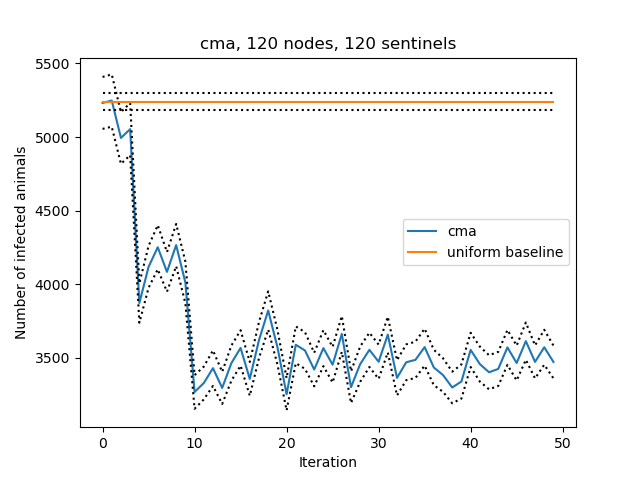 cma, 120 nodes, 120 sentinels
5500
5000
4500
4000
3500
Number of infected animals
cma
uniform baseline
0
10
20
30
40
50
Iteration